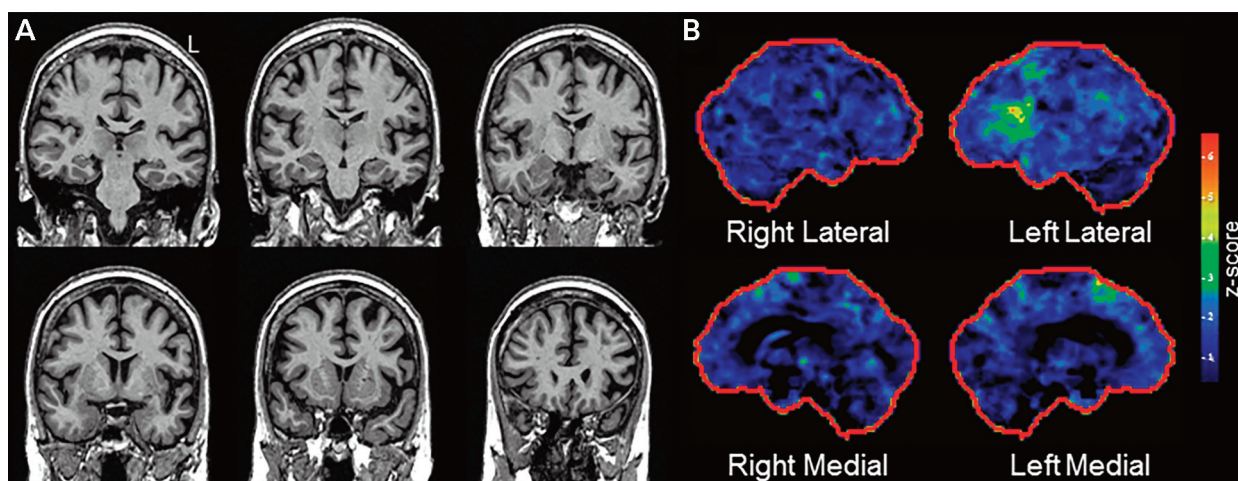 A
L
B
Right Lateral
Left Lateral
Right Medial
Left Medial
6
5
4
3
2
1
z-score